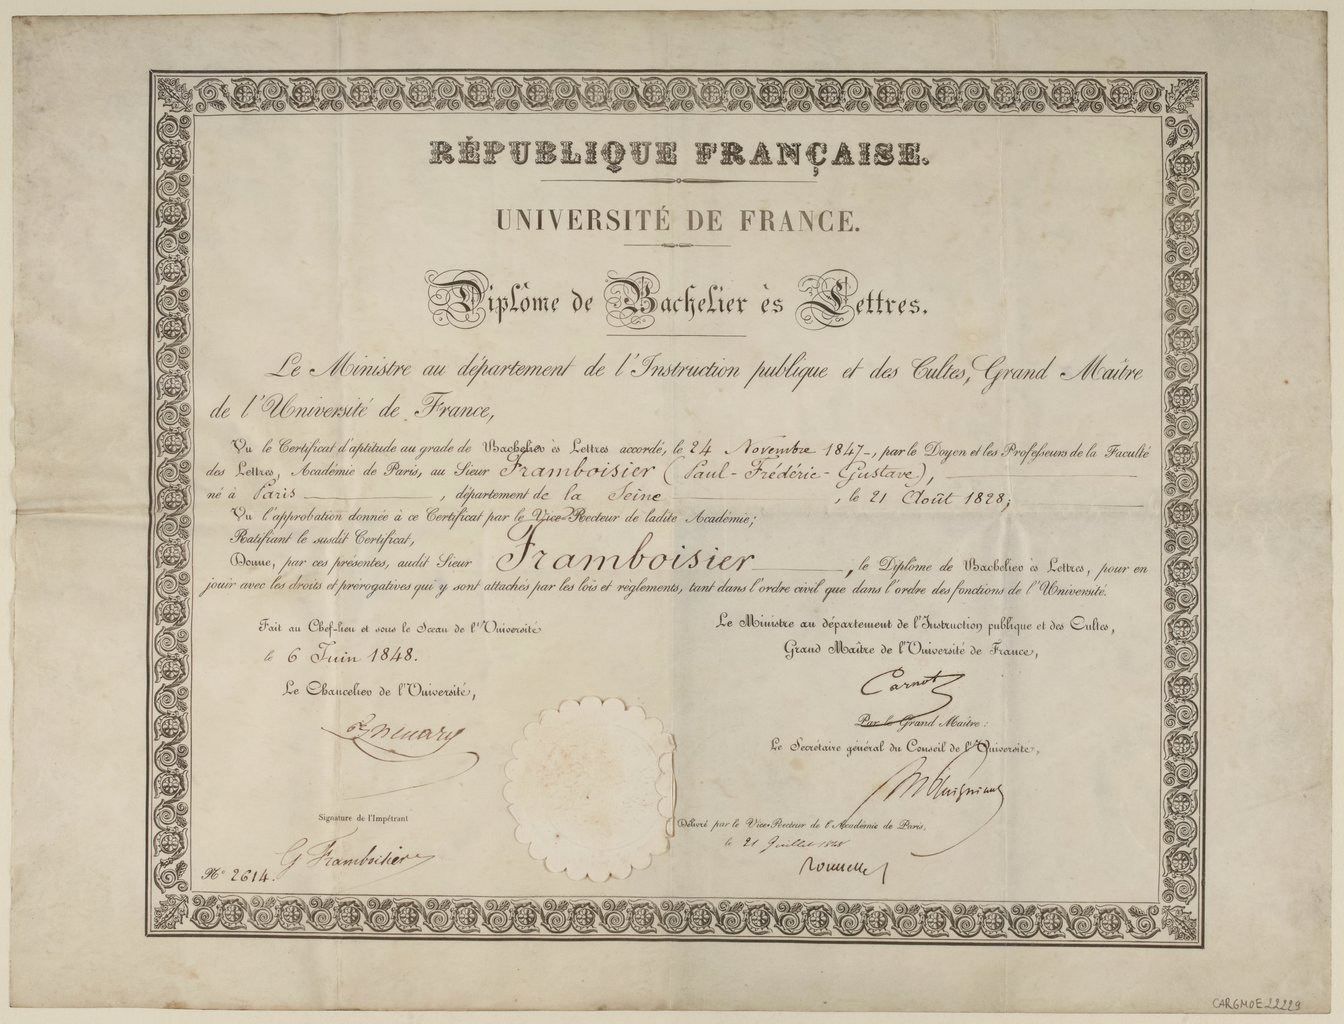 RÉPUBLIQUE FRANÇAISE.
UNIVERSITÉ DE FRANCE.
Diplôme de Bachelier ès Lettres.
Le Ministre au département de l'Instruction publique et des Cultes, Grand Maître
de l'Université de France,
Vu le Certificat d'aptitude au grade de Bachelier ès Lettres accordé, le 24 Novembre 1847, par le Doyen et les Professeurs de la Faculté
des Lettres, Académie de Paris, au Sieur Framboisier (Paul-Frédéric-Gustave),
né à Paris, département de la Seine, le 21 Août 1828;
Vu l'approbation donnée à ce Certificat par le Vice-Recteur de ladite Académie;
Ratifiant le susdit Certificat,
Donne, par ces présentes, audit Sieur Framboisier, le Diplôme de Bachelier ès Lettres, pour en
jouir avec les droits et prérogatives qui y sont attachés par les lois et règlements, tant dans l'ordre civil que dans l'ordre des fonctions de l'Université.
Fait au Chef-lieu et sous le Sceau de l'Université
le 6 Juin 1848.
Le Chancelier de l'Université,
Le Ministre au département de l'Instruction publique et des Cultes,
Grand Maître de l'Université de France,
Carnot
Par le Grand Maître:
Le Secrétaire général du Conseil de l'Université,
Signature de l'Impétrant
G Framboisier
N° 2614.
Délivré par le Vice-Recteur de l'Académie de Paris,
le 21 Juillet 1848
Rousselle
CARGMOE22229